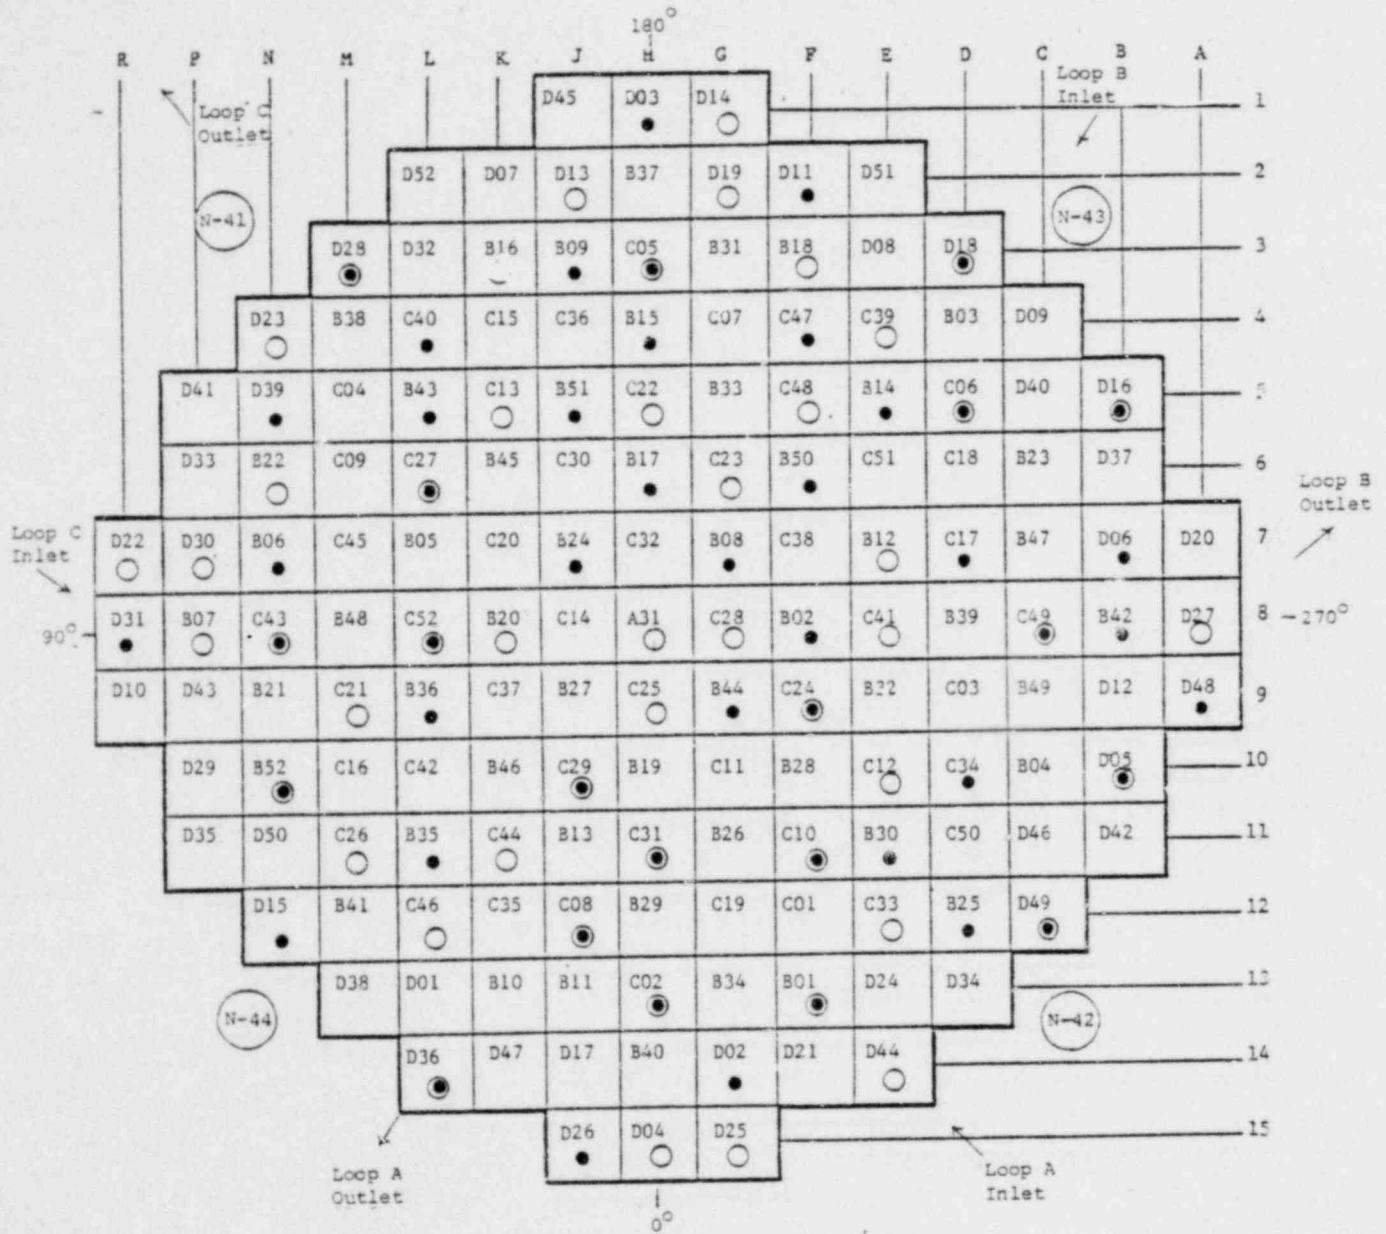 180°
R P N M L K J H G F E D C B A
Loop C
Outlet
Loop B
Inlet
D45 D03 D14 1
D52 D07 D13 B37 D19 D11 D51 2
N-41
N-43
D28 D32 B16 B09 C05 B31 B18 D08 D18 3
D23 B38 C40 C15 C36 B15 C07 C47 C39 B03 D09 4
D41 D39 C04 B43 C13 B51 C22 B33 C48 B14 C06 D40 D16 5
D33 B22 C09 C27 B45 C30 B17 C23 B50 C51 C18 B23 D37 6
Loop B
Outlet
Loop C
Inlet
D22 D30 B06 C45 B05 C20 B24 C32 B08 C38 B12 C17 B47 D06 D20 7
90° D31 B07 C43 B48 C52 B20 C14 A31 C28 B02 C41 B39 C49 B42 D27 8 270°
D10 D43 B21 C21 B36 C37 B27 C25 B44 C24 C03 B49 D12 D48 9
D29 B52 C16 C42 B46 C29 B19 C11 B28 C12 C34 B04 D05 10
D35 D50 C26 B35 C44 B13 C31 B26 C10 B30 C50 D46 D42 11
D15 B41 C46 C35 C08 B29 C19 C01 C33 B25 D49 12
D38 D01 B10 B11 C02 B34 B01 D24 D34 13
N-44
N-42
D36 D47 D17 B40 D02 D21 D44 14
D26 D04 D25 15
Loop A
Outlet
Loop A
Inlet
0°